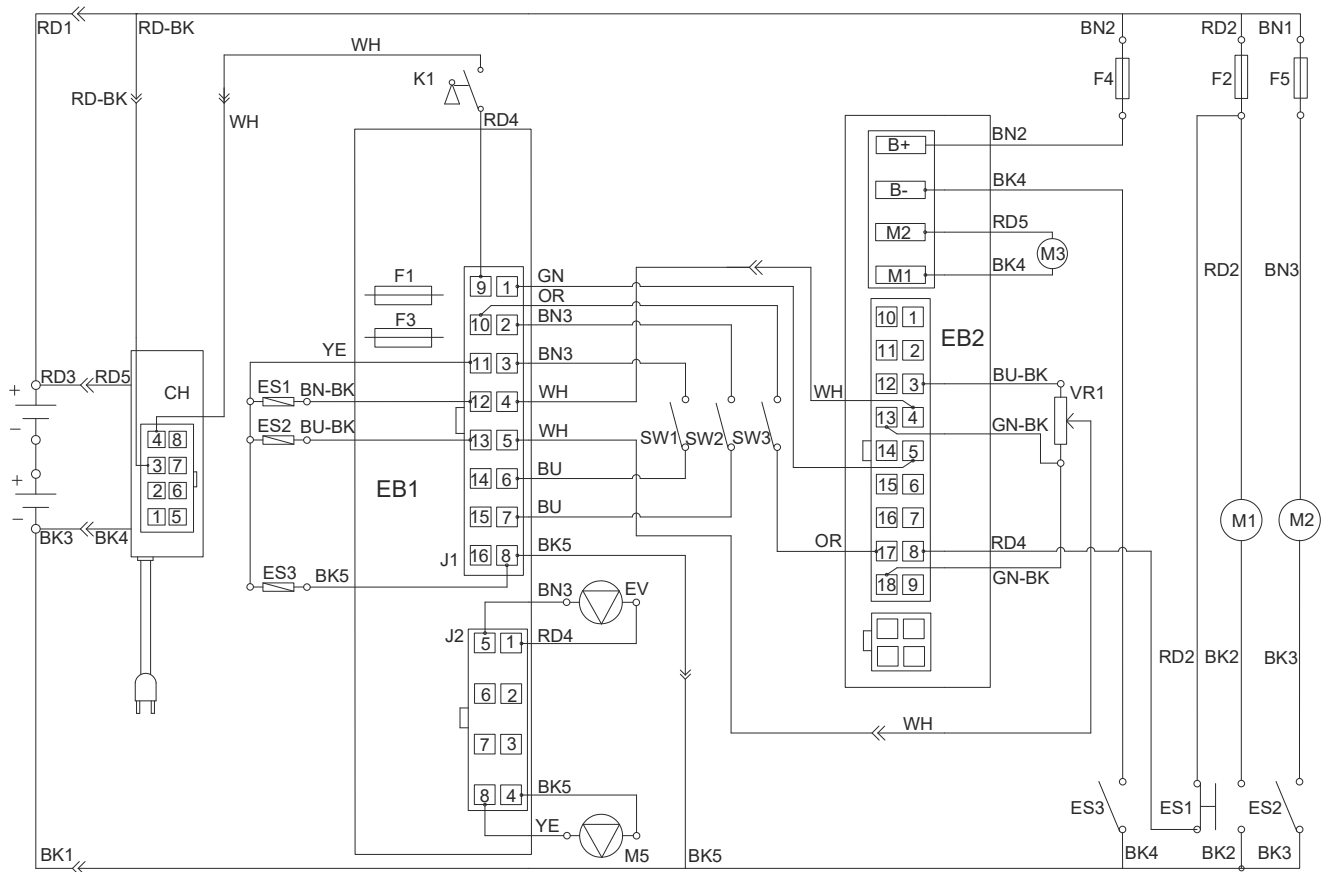 RD1
RD-BK
BN2
RD2
BN1
WH
K1
F4
F2
F5
RD-BK
WH
RD4
B+
BN2
B-
BK4
M2
RD5
M3
M1
BK4
RD2
BN3
F1
9 1
GN
OR
F3
10 2
BN3
10 1
EB2
YE
11 3
BN3
11 2
+
RD3
RD5
CH
ES1
BN-BK
12 4
WH
12 3
BU-BK
VR1
-
WH
13 4
GN-BK
4 8
ES2
BU-BK
13 5
WH
SW1
SW2
SW3
14 5
3 7
+
EB1
14 6
BU
15 6
2 6
-
1 5
15 7
BU
16 7
M1
M2
BK3
BK4
J1
16 8
BK5
OR
17 8
RD4
ES3
BK5
18 9
GN-BK
BN3
EV
J2
5 1
RD4
RD2
BK2
BK3
6 2
7 3
WH
8 4
BK5
ES3
ES1
ES2
YE
M5
BK1
BK5
BK4
BK2
BK3